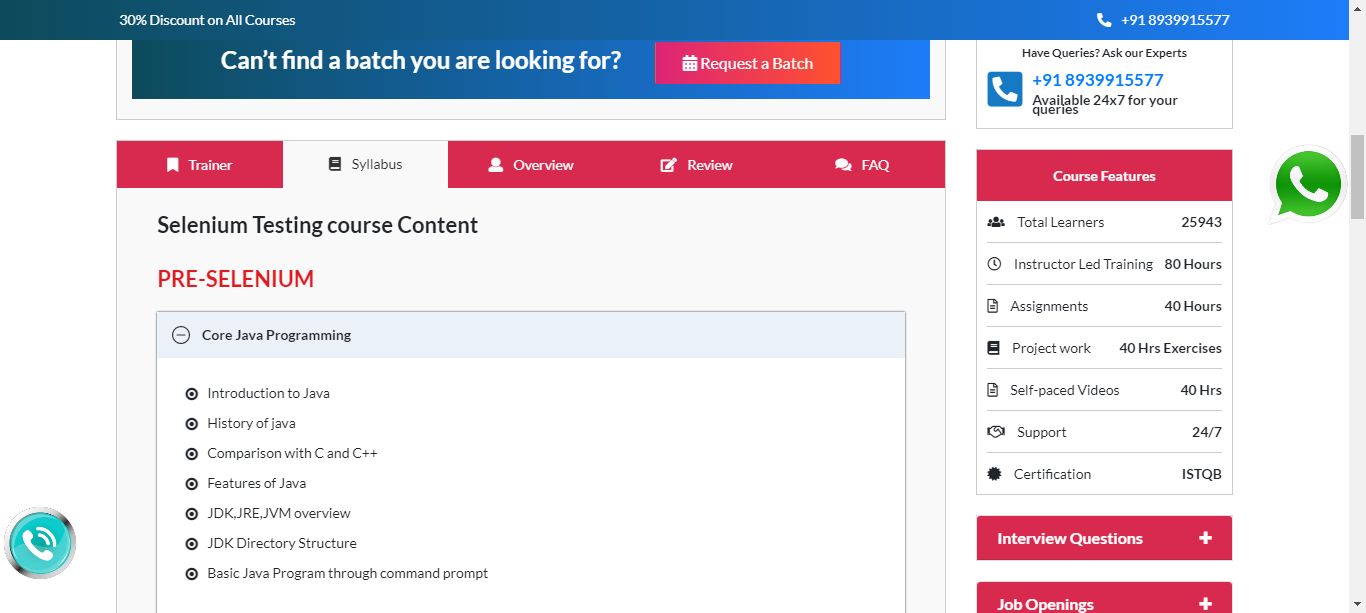 30% Discount on All Courses
+91 8939915577
Can’t find a batch you are looking for?
Request a Batch
Have Queries? Ask our Experts
+91 8939915577
Available 24x7 for your
queries
Trainer
Syllabus
Overview
Review
FAQ
Selenium Testing course Content
PRE-SELENIUM
Core Java Programming
Introduction to Java
History of java
Comparison with C and C++
Features of Java
JDK,JRE,JVM overview
JDK Directory Structure
Basic Java Program through command prompt
Course Features
Total Learners 25943
Instructor Led Training 80 Hours
Assignments 40 Hours
Project work 40 Hrs Exercises
Self-paced Videos 40 Hrs
Support 24/7
Certification ISTQB
Interview Questions
Job Openings